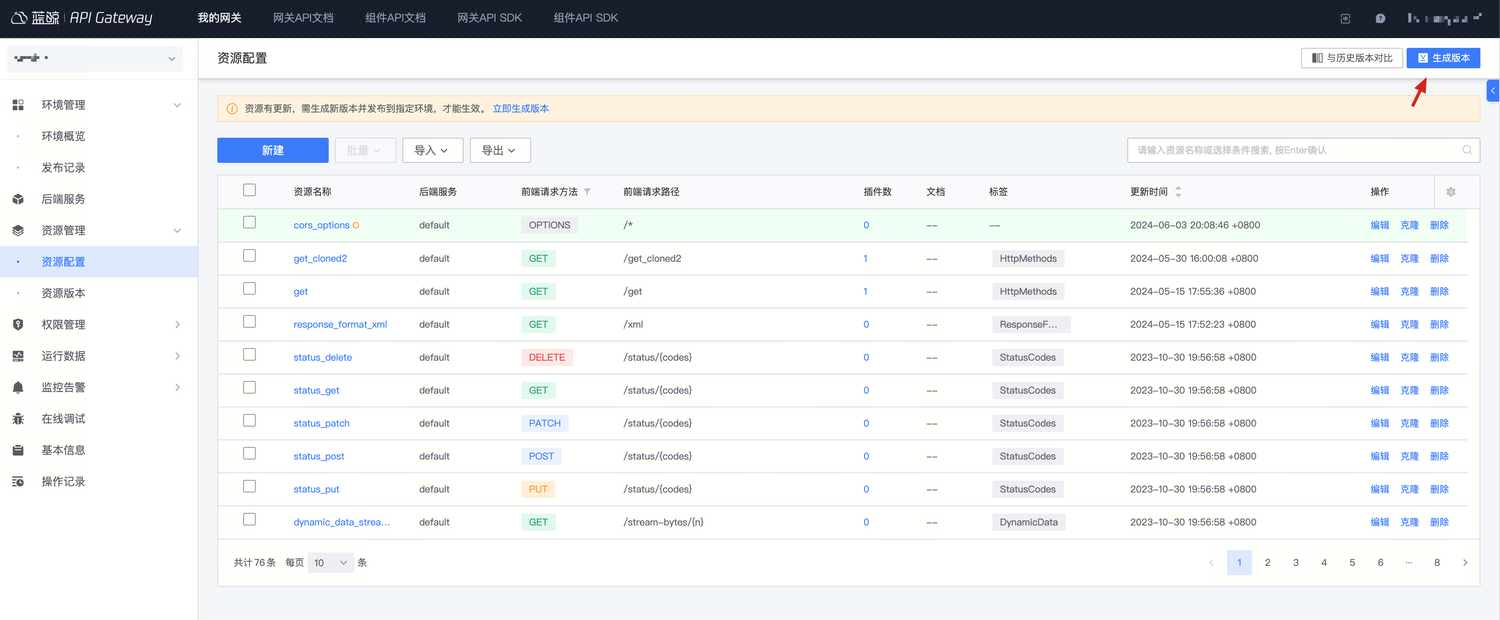 蓝鲸 | API Gateway 我的网关 网关API文档 组件API文档 网关API SDK 组件API SDK
资源配置 与历史版本对比 生成版本
环境管理
环境概览
发布记录
后端服务
资源管理
资源配置
资源版本
权限管理
运行数据
监控告警
在线调试
基本信息
操作记录
资源有更新，需生成新版本并发布到指定环境，才能生效。 立即生成版本
新建 批量 导入 导出 请输入资源名称或选择条件搜索, 按Enter确认
资源名称 后端服务 前端请求方法 前端请求路径 插件数 文档 标签 更新时间 操作
cors_options default OPTIONS /* 0 -- -- 2024-06-03 20:08:46 +0800 编辑 克隆 删除
get_cloned2 default GET /get_cloned2 1 -- HttpMethods 2024-05-30 16:00:08 +0800 编辑 克隆 删除
get default GET /get 1 -- HttpMethods 2024-05-15 17:55:36 +0800 编辑 克隆 删除
response_format_xml default GET /xml 0 -- ResponseF... 2024-05-15 17:52:23 +0800 编辑 克隆 删除
status_delete default DELETE /status/{codes} 0 -- StatusCodes 2023-10-30 19:56:58 +0800 编辑 克隆 删除
status_get default GET /status/{codes} 0 -- StatusCodes 2023-10-30 19:56:58 +0800 编辑 克隆 删除
status_patch default PATCH /status/{codes} 0 -- StatusCodes 2023-10-30 19:56:58 +0800 编辑 克隆 删除
status_post default POST /status/{codes} 0 -- StatusCodes 2023-10-30 19:56:58 +0800 编辑 克隆 删除
status_put default PUT /status/{codes} 0 -- StatusCodes 2023-10-30 19:56:58 +0800 编辑 克隆 删除
dynamic_data_strea... default GET /stream-bytes/{n} 0 -- DynamicData 2023-10-30 19:56:58 +0800 编辑 克隆 删除
共计76条 每页 10 条 1 2 3 4 5 6 ... 8